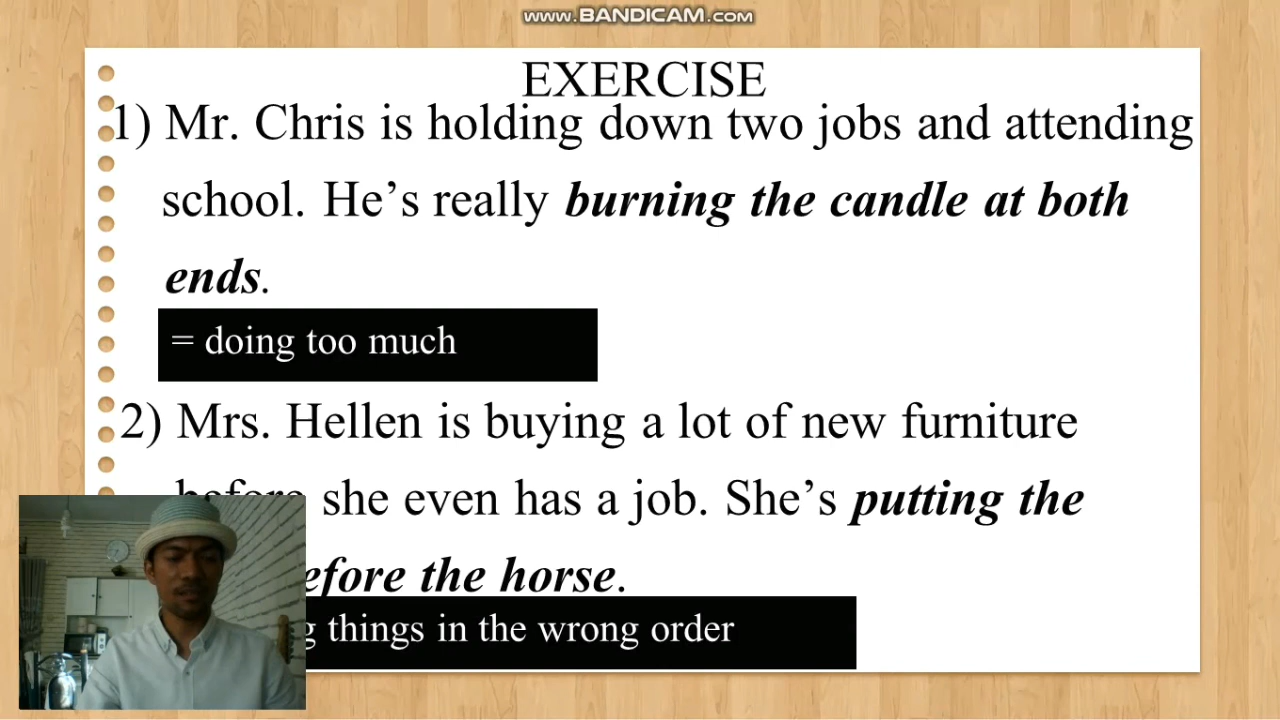 WWW.BANDICAM.COM
EXERCISE
1) Mr. Chris is holding down two jobs and attending
school. He’s really burning the candle at both
ends.
= doing too much
2) Mrs. Hellen is buying a lot of new furniture
she even has a job. She’s putting the
the horse.
things in the wrong order